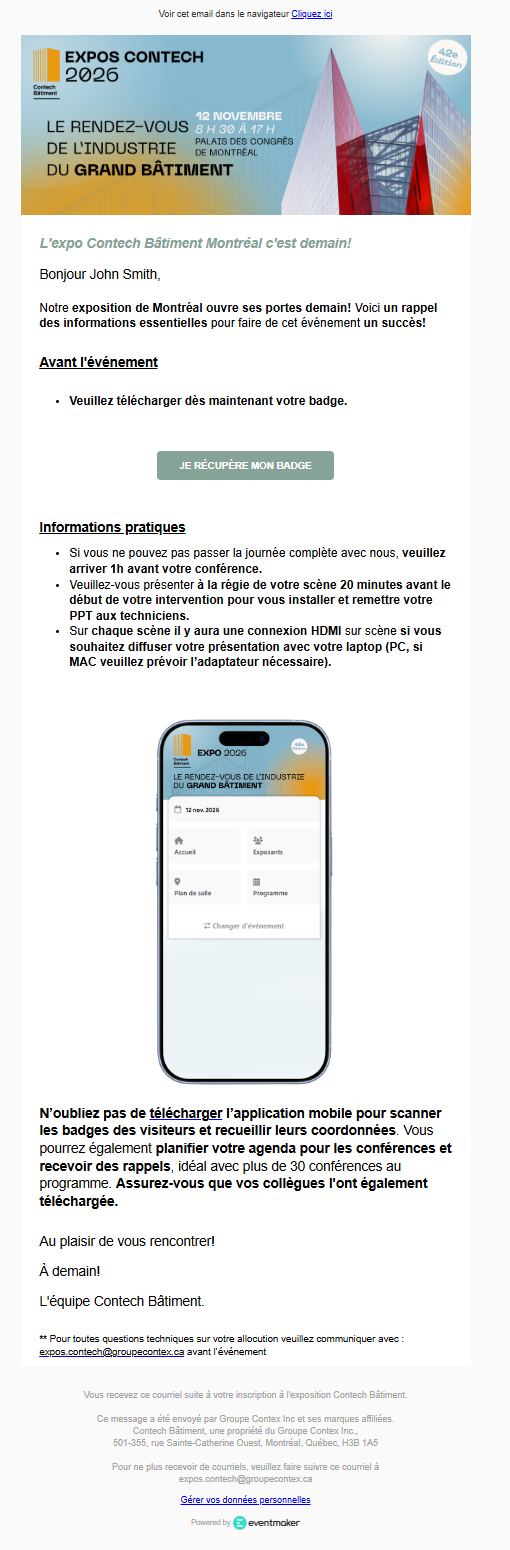 Voir cet email dans le navigateur Cliquez ici
EXPOS CONTECH
2026
Contech
Bâtiment
42e
Édition
LE RENDEZ-VOUS
DE L'INDUSTRIE
DU GRAND BÂTIMENT
12 NOVEMBRE
8 H 30 À 17 H
PALAIS DES CONGRÈS
DE MONTRÉAL
L'expo Contech Bâtiment Montréal c'est demain!
Bonjour John Smith,
Notre exposition de Montréal ouvre ses portes demain! Voici un rappel
des informations essentielles pour faire de cet événement un succès!
Avant l'événement
• Veuillez télécharger dès maintenant votre badge.
JE RÉCUPÈRE MON BADGE
Informations pratiques
• Si vous ne pouvez pas passer la journée complète avec nous, veuillez
arriver 1h avant votre conférence.
• Veuillez-vous présenter à la régie de votre scène 20 minutes avant le
début de votre intervention pour vous installer et remettre votre
PPT aux techniciens.
• Sur chaque scène il y aura une connexion HDMI sur scène si vous
souhaitez diffuser votre présentation avec votre laptop (PC, si
MAC veuillez prévoir l'adaptateur nécessaire).
Contech
Bâtiment
EXPO 2026
42e
Édition
LE RENDEZ-VOUS DE L'INDUSTRIE
DU GRAND BÂTIMENT
12 nov. 2026
Accueil
Exposants
Plan de salle
Programme
Changer d'événement
N'oubliez pas de télécharger l'application mobile pour scanner
les badges des visiteurs et recueillir leurs coordonnées. Vous
pourrez également planifier votre agenda pour les conférences et
recevoir des rappels, idéal avec plus de 30 conférences au
programme. Assurez-vous que vos collègues l'ont également
téléchargée.
Au plaisir de vous rencontrer!
À demain!
L'équipe Contech Bâtiment.
** Pour toutes questions techniques sur votre allocution veuillez communiquer avec :
expos.contech@groupecontex.ca avant l'événement
Vous recevez ce courriel suite à votre inscription à l'exposition Contech Bâtiment.
Ce message a été envoyé par Groupe Contex Inc et ses marques affiliées.
Contech Bâtiment, une propriété du Groupe Contex Inc.,
501-355, rue Sainte-Catherine Ouest, Montréal, Québec, H3B 1A5
Pour ne plus recevoir de courriels, veuillez faire suivre ce courriel à
expos.contech@groupecontex.ca
Gérer vos données personnelles
Powered by eventmaker